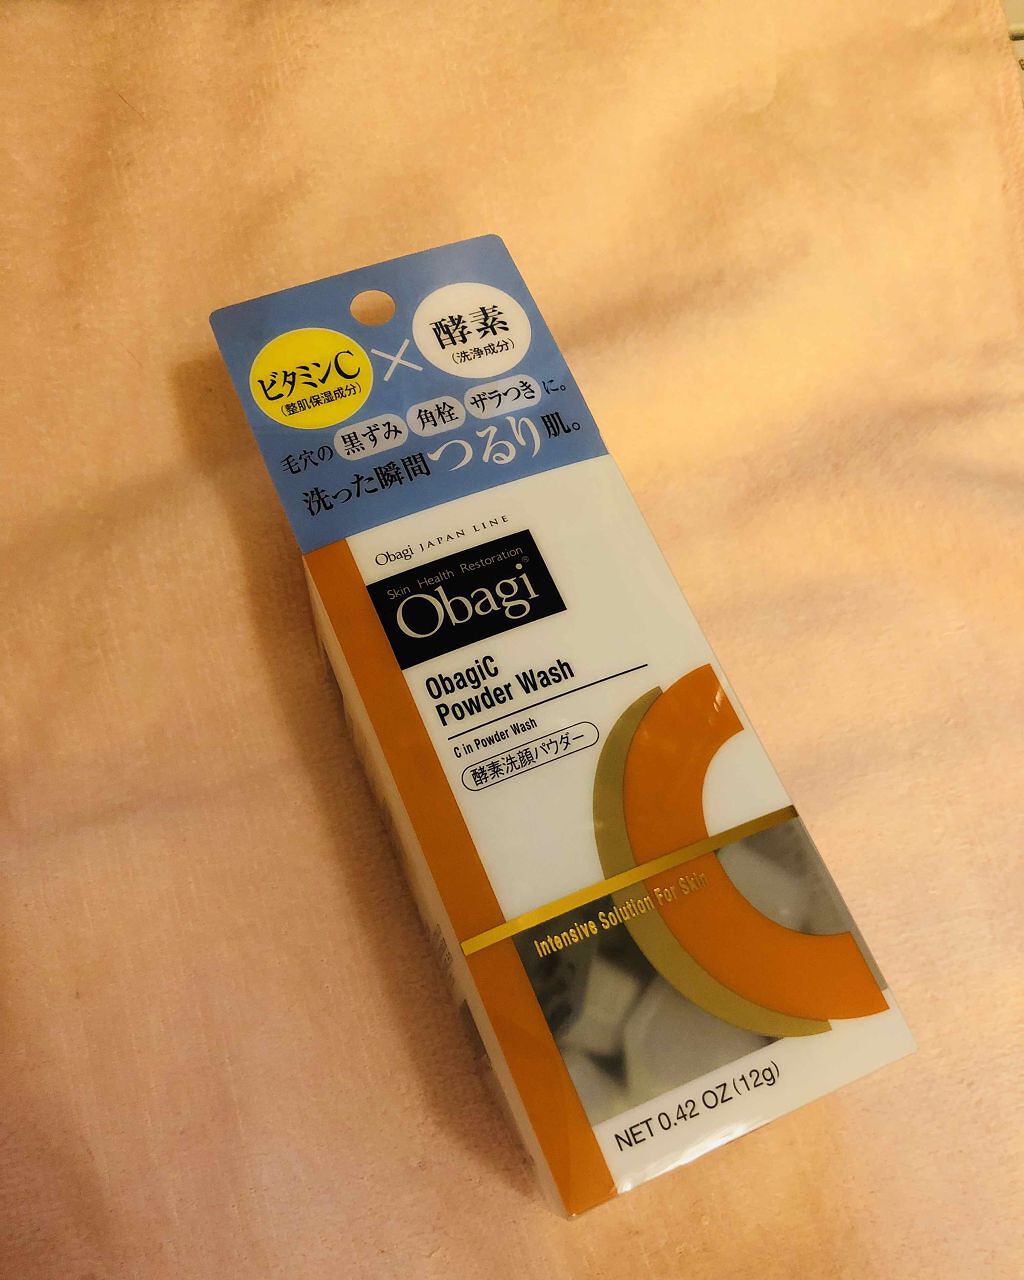 ビタミンC
(整肌保湿成分)
×
酵素
(洗浄成分)
毛穴の 黒ずみ 角栓 ザラつき に。
洗った瞬間つるり肌。
Obagi JAPAN LINE
Skin Health Restoration
Obagi®
ObagiC
Powder Wash
C in Powder Wash
酵素洗顔パウダー
Intensive Solution For Skin
NET 0.42 OZ (12g)